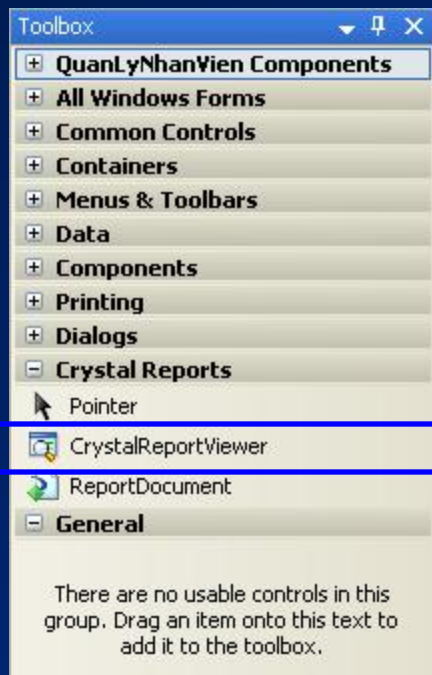 Toolbox
QuanLyNhanVien Components
All Windows Forms
Common Controls
Containers
Menus & Toolbars
Data
Components
Printing
Dialogs
Crystal Reports
Pointer
CrystalReportViewer
ReportDocument
General
There are no usable controls in this
group. Drag an item onto this text to
add it to the toolbox.